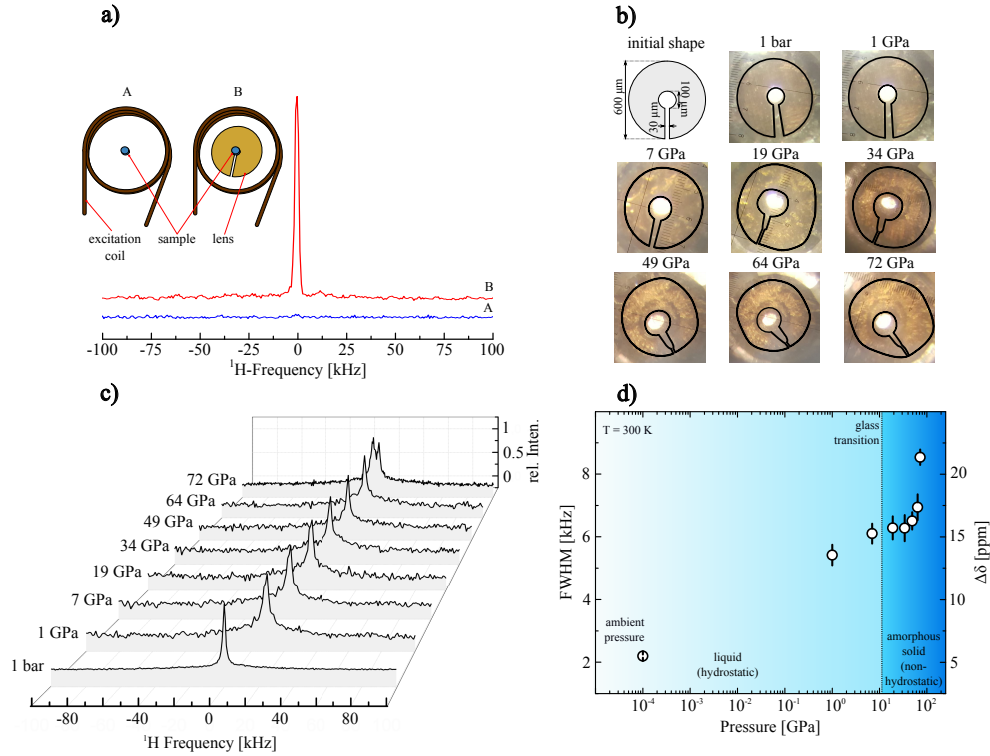 a)
A
B
excitation
coil
sample
lens
B
A
-100 -75 -50 -25 0 25 50 75 100
¹H-Frequency [kHz]
b)
initial shape
1 bar
1 GPa
600 μm
30 μm
100 μm
7 GPa
19 GPa
34 GPa
49 GPa
64 GPa
72 GPa
c)
1
0.5
0
rel. Inten.
72 GPa
64 GPa
49 GPa
34 GPa
19 GPa
7 GPa
1 GPa
1 bar
-80 -40 0 40 80
¹H Frequency [kHz]
d)
T = 300 K
glass
transition
8
6
4
2
FWHM [kHz]
20
15
10
5
Δδ [ppm]
ambient
pressure
liquid
(hydrostatic)
amorphous
solid (non-
hydrostatic)
10⁻⁴ 10⁻³ 10⁻² 10⁻¹ 10⁰ 10¹ 10²
Pressure [GPa]